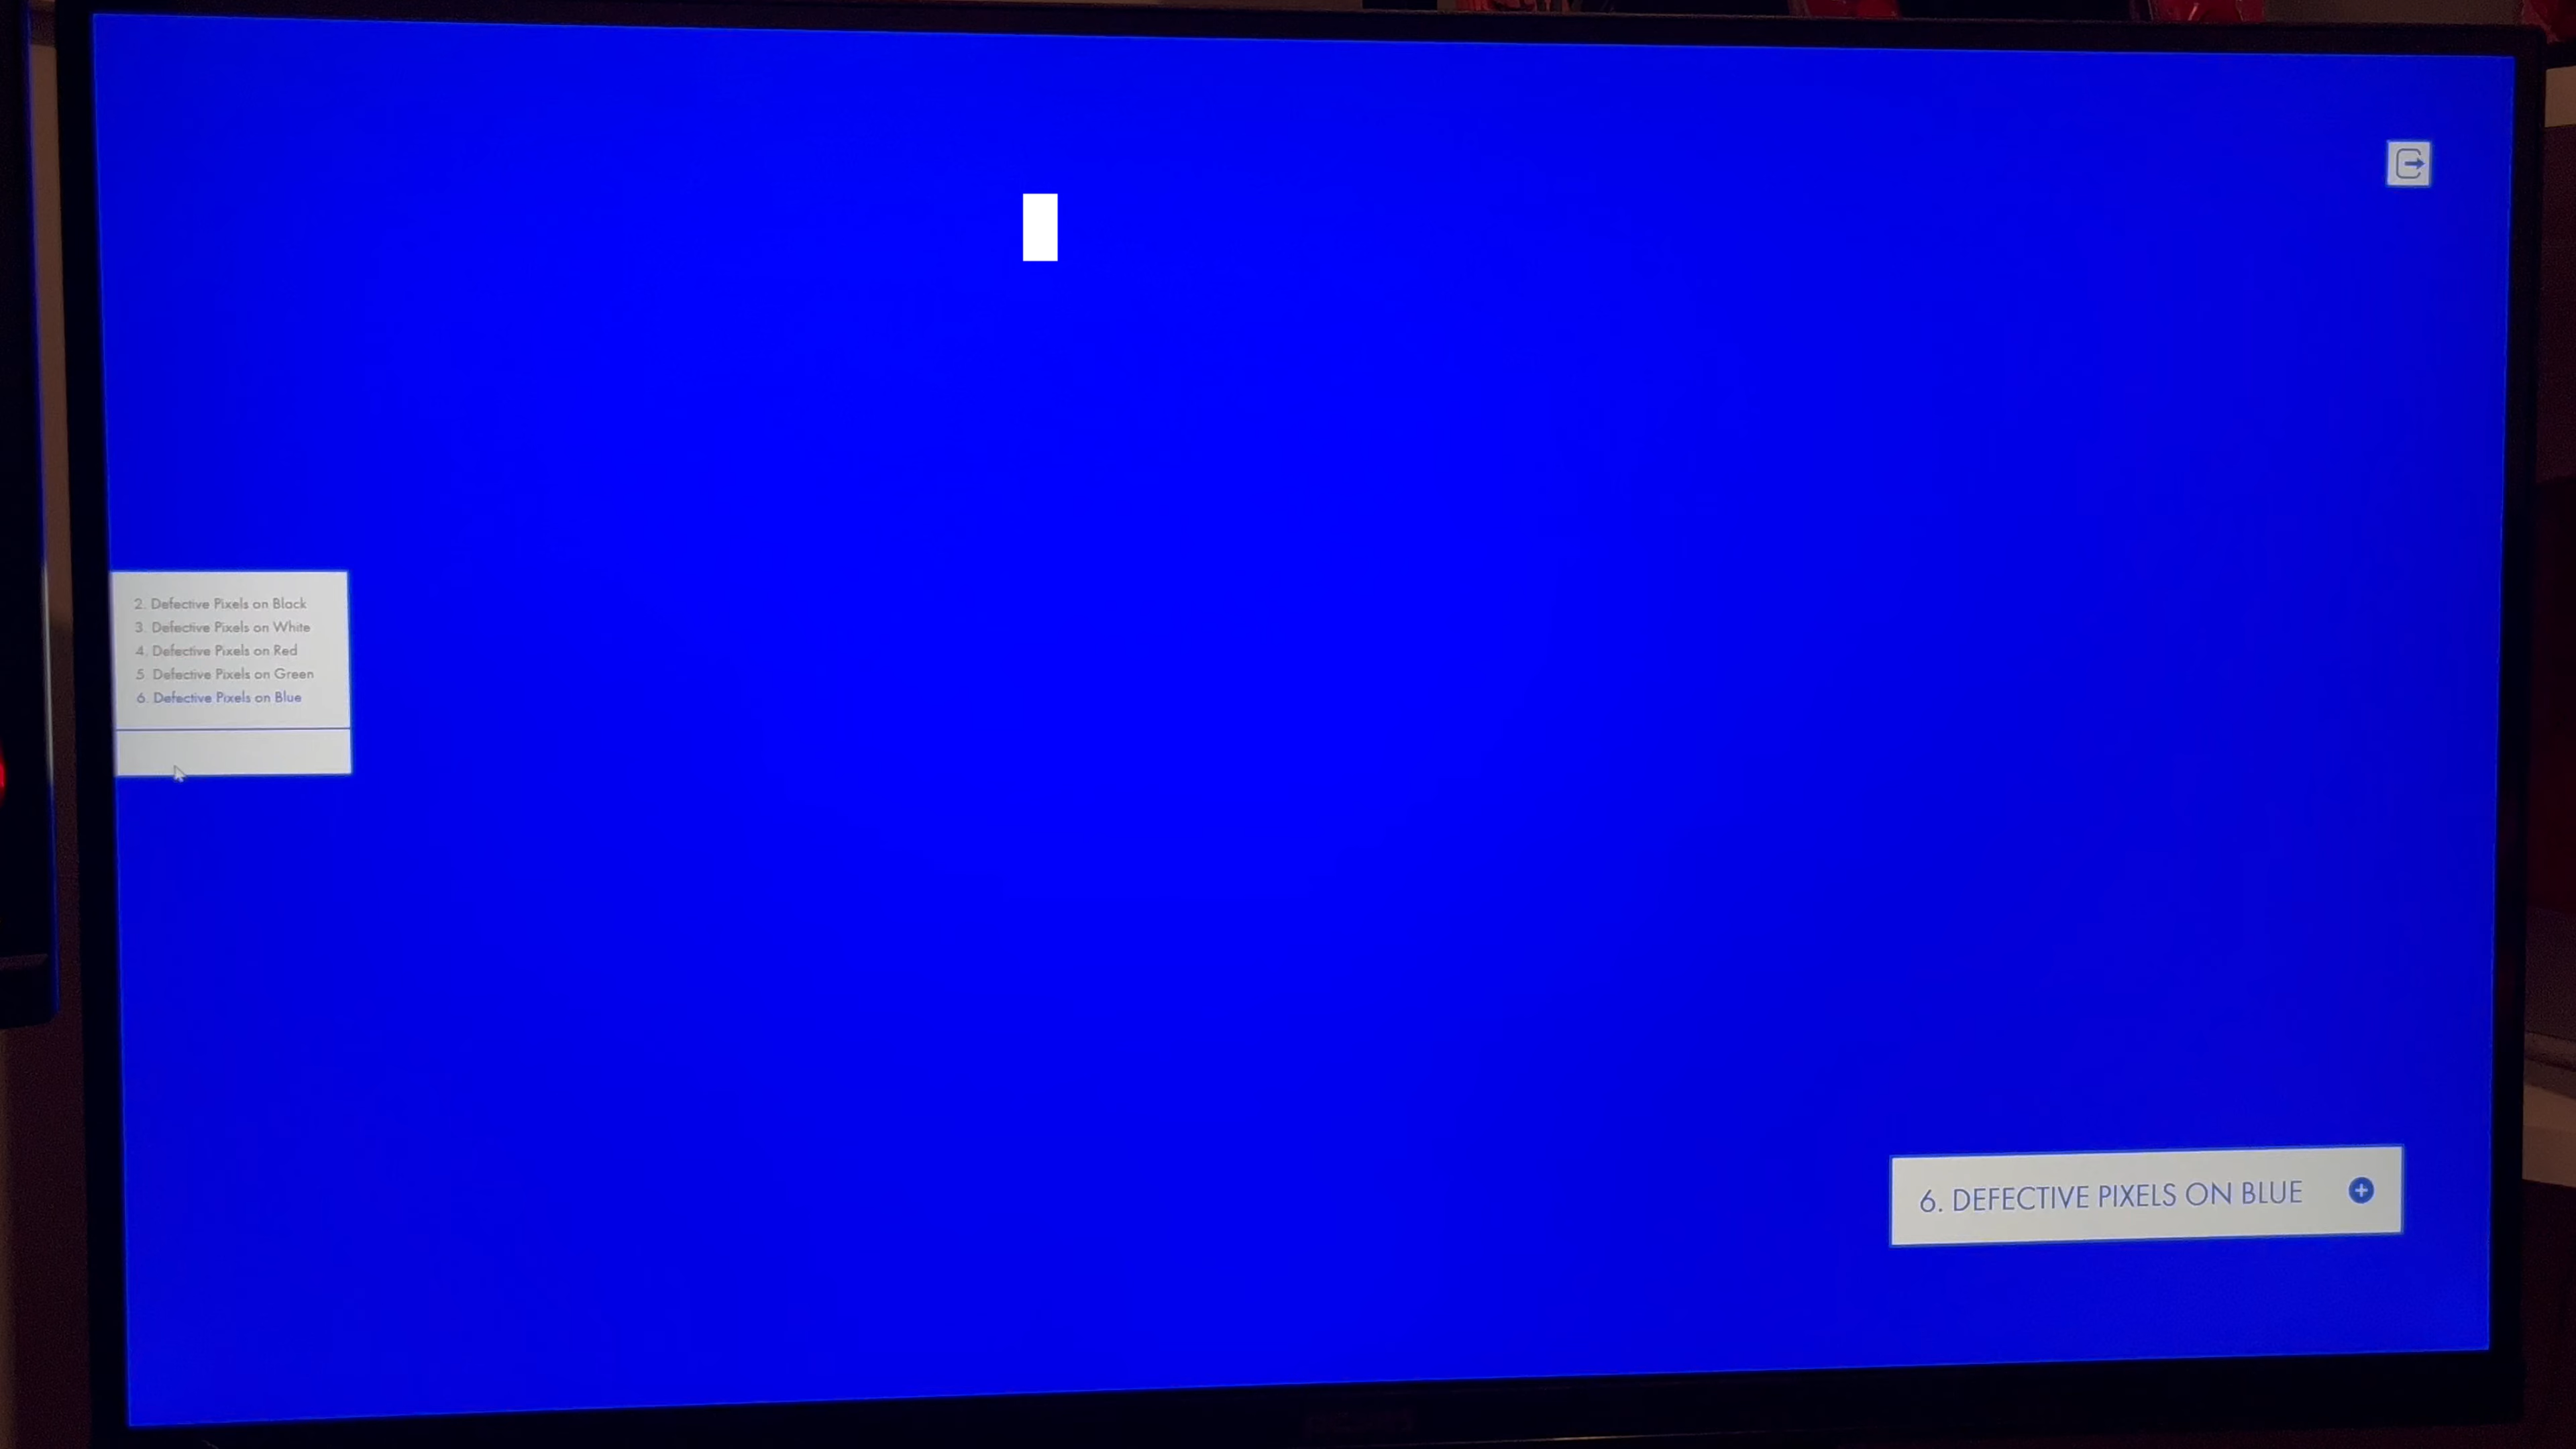 2. Defective Pixels on Black
3. Defective Pixels on White
4. Defective Pixels on Red
5. Defective Pixels on Green
6. Defective Pixels on Blue
6. DEFECTIVE PIXELS ON BLUE